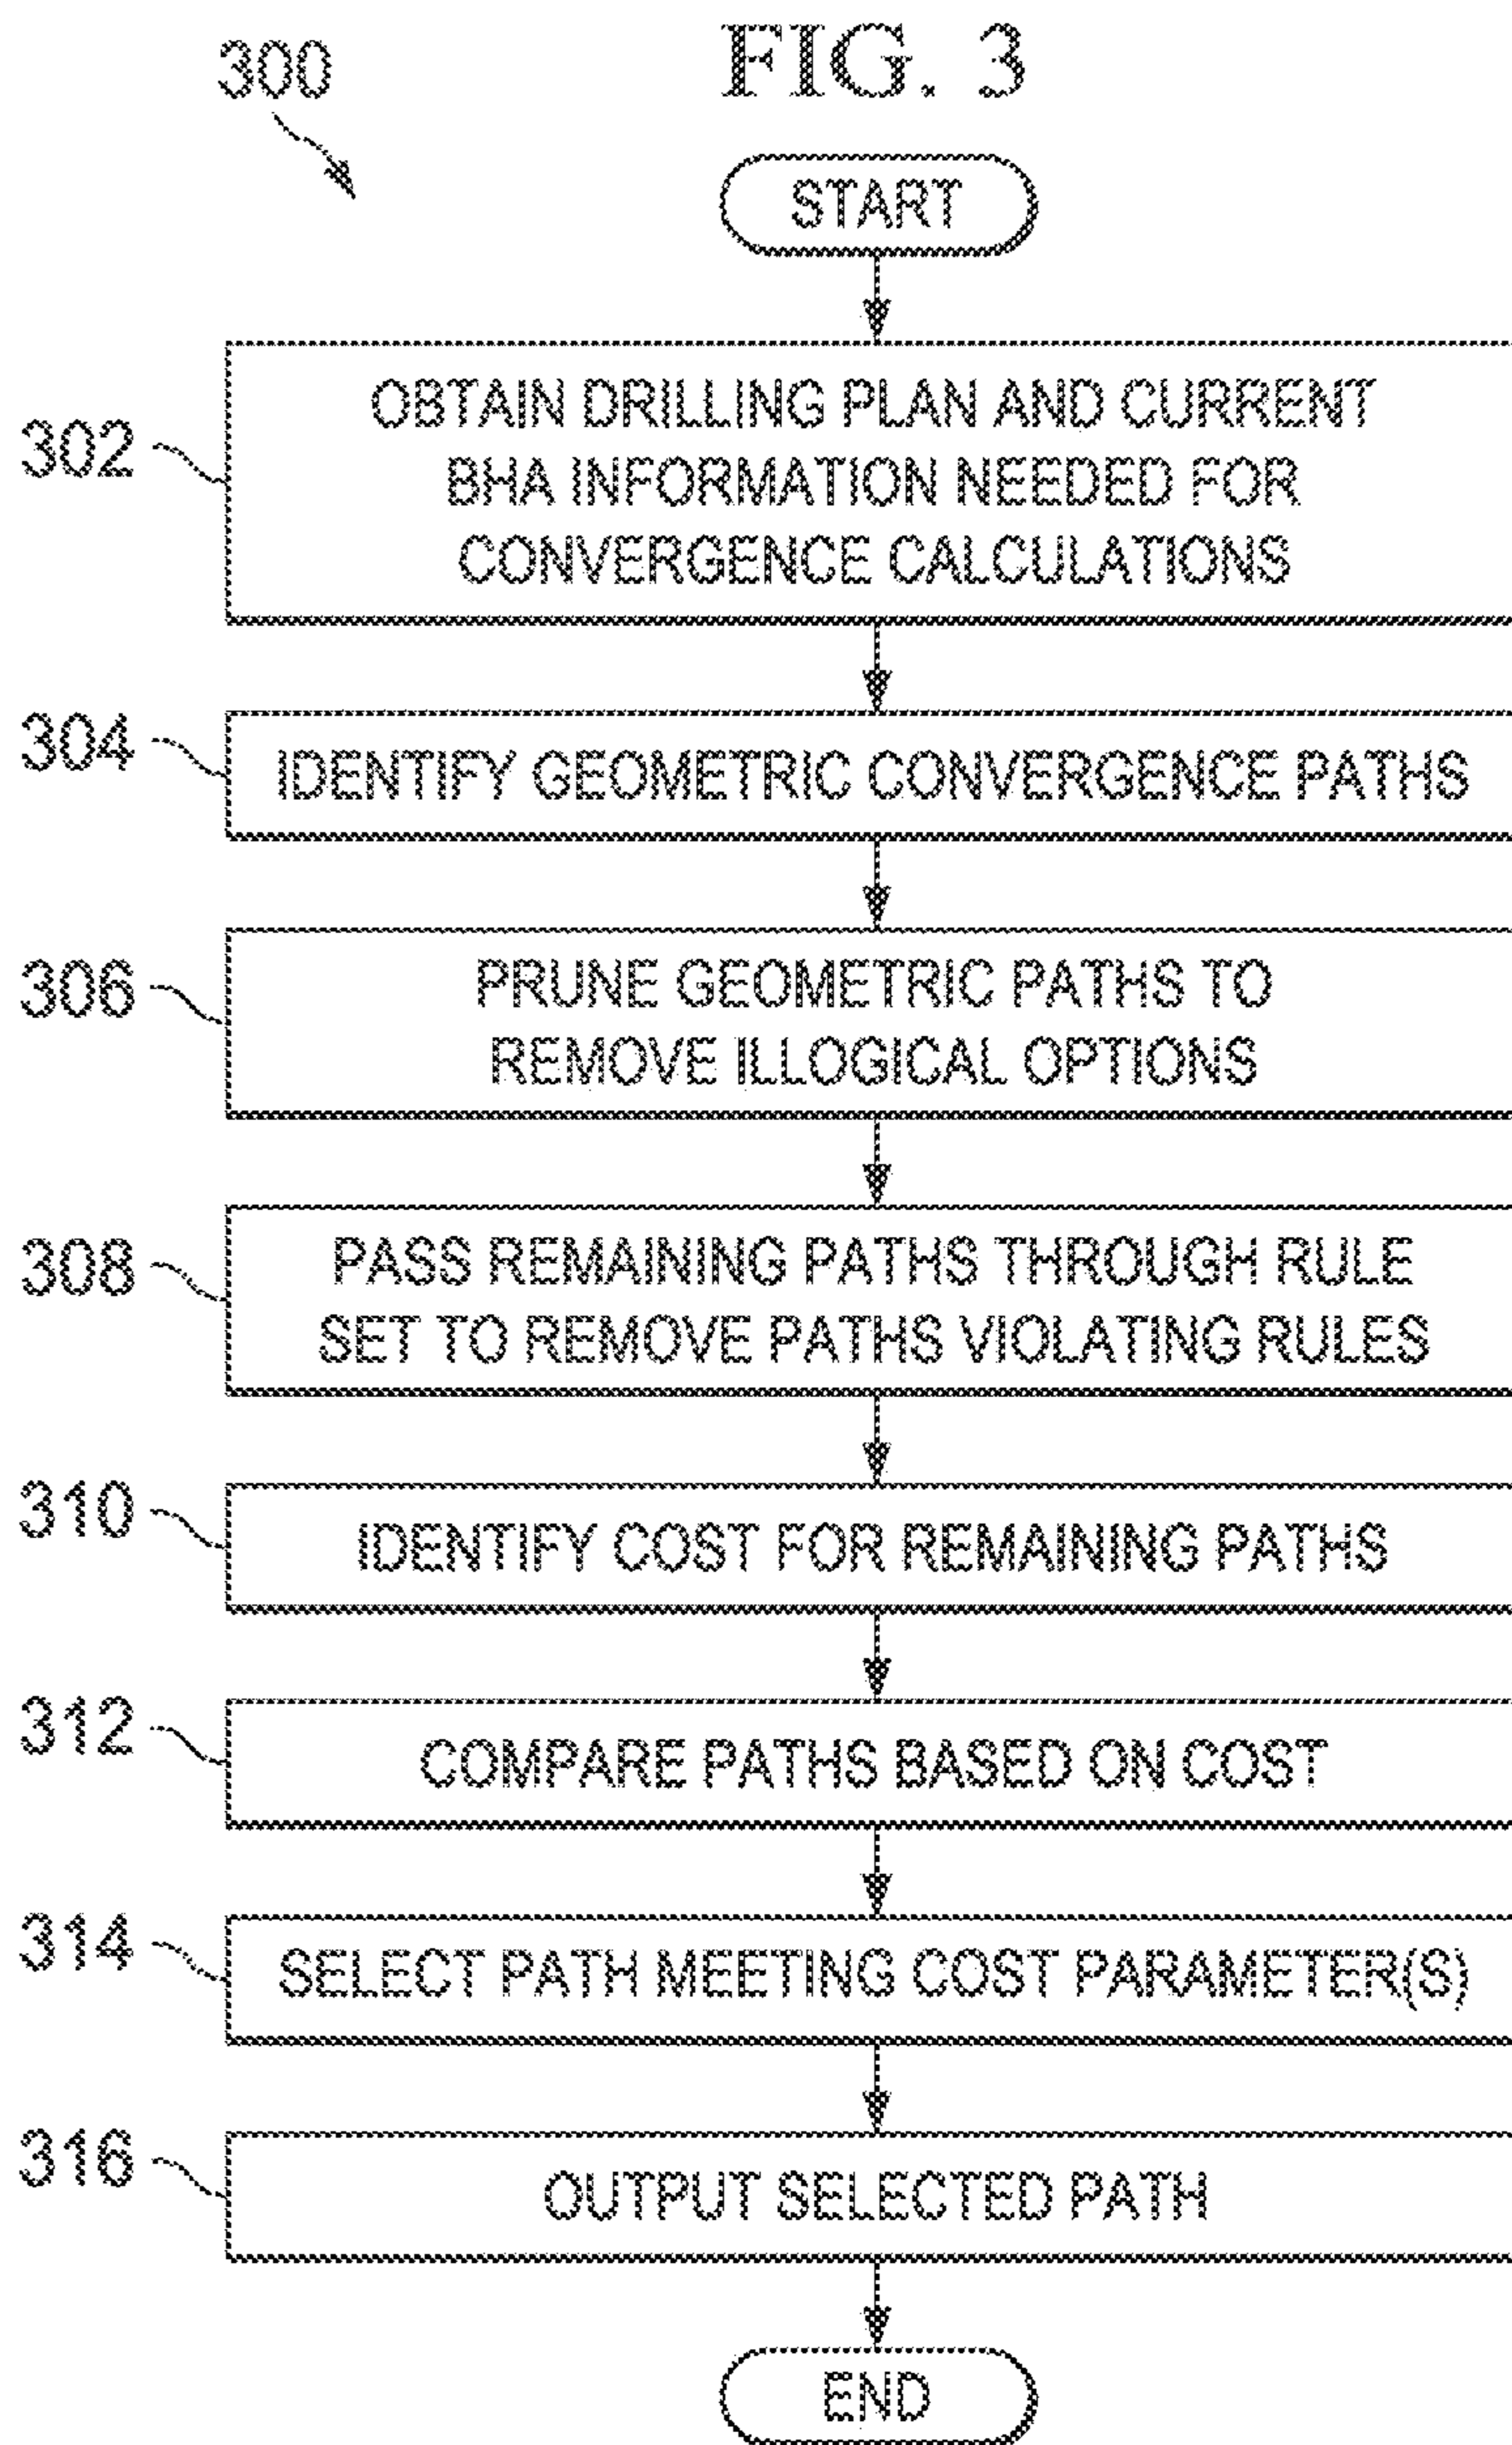 FIG. 3
300
START
302
OBTAIN DRILLING PLAN AND CURRENT
BHA INFORMATION NEEDED FOR
CONVERGENCE CALCULATIONS
304
IDENTIFY GEOMETRIC CONVERGENCE PATHS
306
PRUNE GEOMETRIC PATHS TO
REMOVE ILLOGICAL OPTIONS
308
PASS REMAINING PATHS THROUGH RULE
SET TO REMOVE PATHS VIOLATING RULES
310
IDENTIFY COST FOR REMAINING PATHS
312
COMPARE PATHS BASED ON COST
314
SELECT PATH MEETING COST PARAMETER(S)
316
OUTPUT SELECTED PATH
END